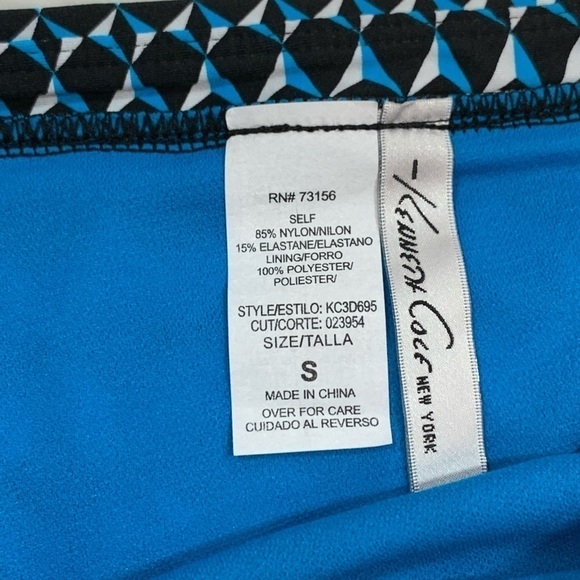 RN# 73156
SELF
85% NYLON/NILON
15% ELASTANE/ELASTANO
LINING/FORRO
100% POLYESTER/
POLIESTER/
STYLE/ESTILO: KC3D695
CUT/CORTE: 023954
SIZE/TALLA
S
MADE IN CHINA
OVER FOR CARE
CUIDADO AL REVERSO
KENNETH COLE NEW YORK